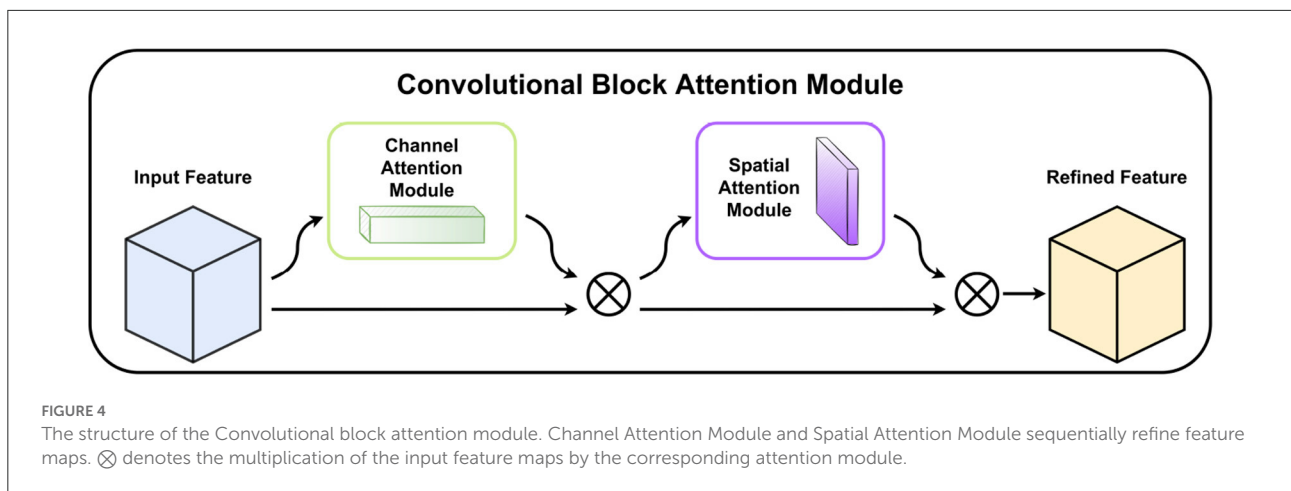 Convolutional Block Attention Module
Input Feature
Channel
Attention
Module
Spatial
Attention
Module
Refined Feature
FIGURE 4
The structure of the Convolutional block attention module. Channel Attention Module and Spatial Attention Module sequentially refine feature
maps. ⊗ denotes the multiplication of the input feature maps by the corresponding attention module.